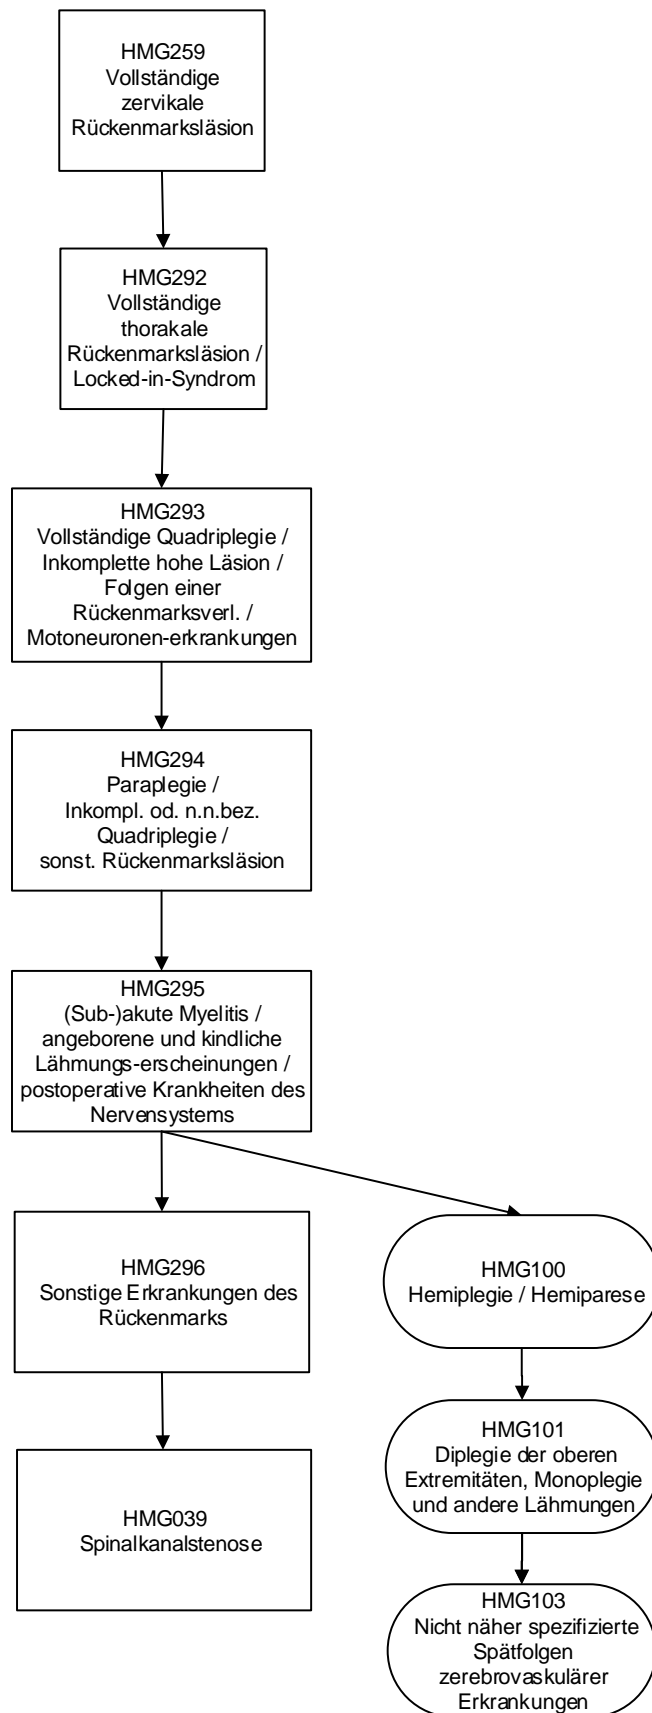 HMG259
Vollständige
zervikale
Rückenmarksläsion
HMG292
Vollständige
thorakale
Rückenmarksläsion /
Locked-in-Syndrom
HMG293
Vollständige Quadriplegie /
Inkomplette hohe Läsion /
Folgen einer
Rückenmarksverl. /
Motoneuronen-erkrankungen
HMG294
Paraplegie /
Inkompl. od. n.n.bez.
Quadriplegie /
sonst. Rückenmarksläsion
HMG295
(Sub-)akute Myelitis /
angeborene und kindliche
Lähmungs-erscheinungen /
postoperative Krankheiten des
Nervensystems
HMG296
Sonstige Erkrankungen des
Rückenmarks
HMG039
Spinalkanalstenose
HMG100
Hemiplegie / Hemiparese
HMG101
Diplegie der oberen
Extremitäten, Monoplegie
und andere Lähmungen
HMG103
Nicht näher spezifizierte
Spätfolgen
zerebrovaskulärer
Erkrankungen